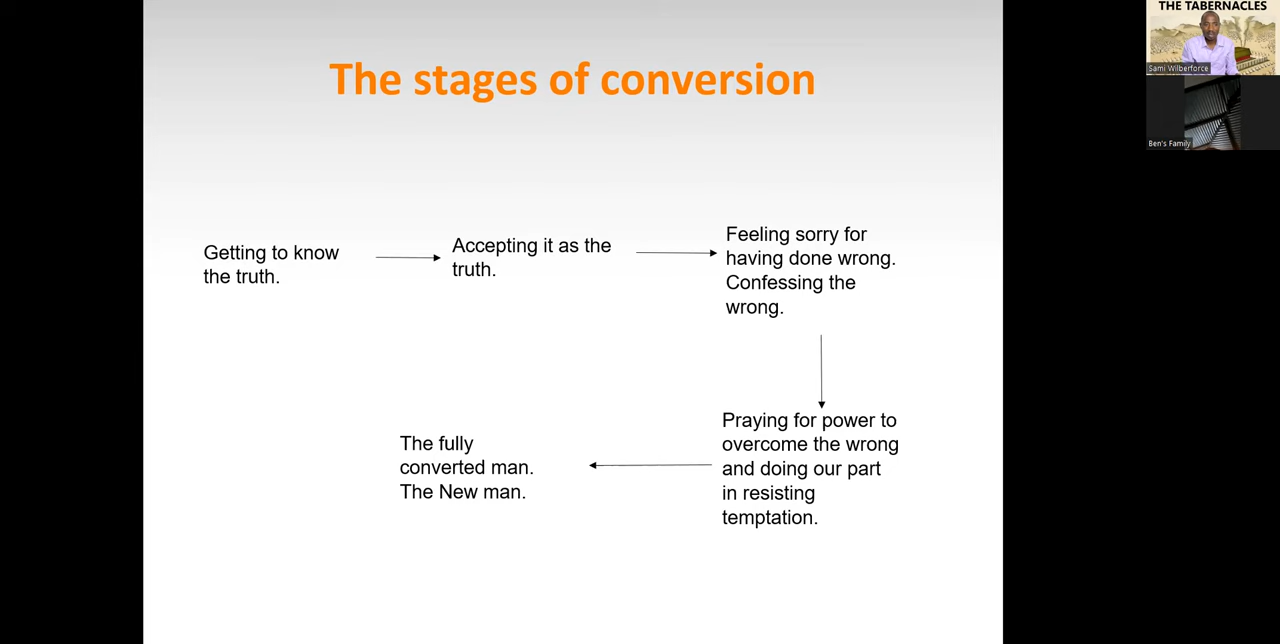 The stages of conversion
Getting to know
the truth.
Accepting it as the
truth.
Feeling sorry for
having done wrong.
Confessing the
wrong.
Praying for power to
overcome the wrong
and doing our part
in resisting
temptation.
The fully
converted man.
The New man.
THE TABERNACLES
Sami Wilberforce
Ben's Family